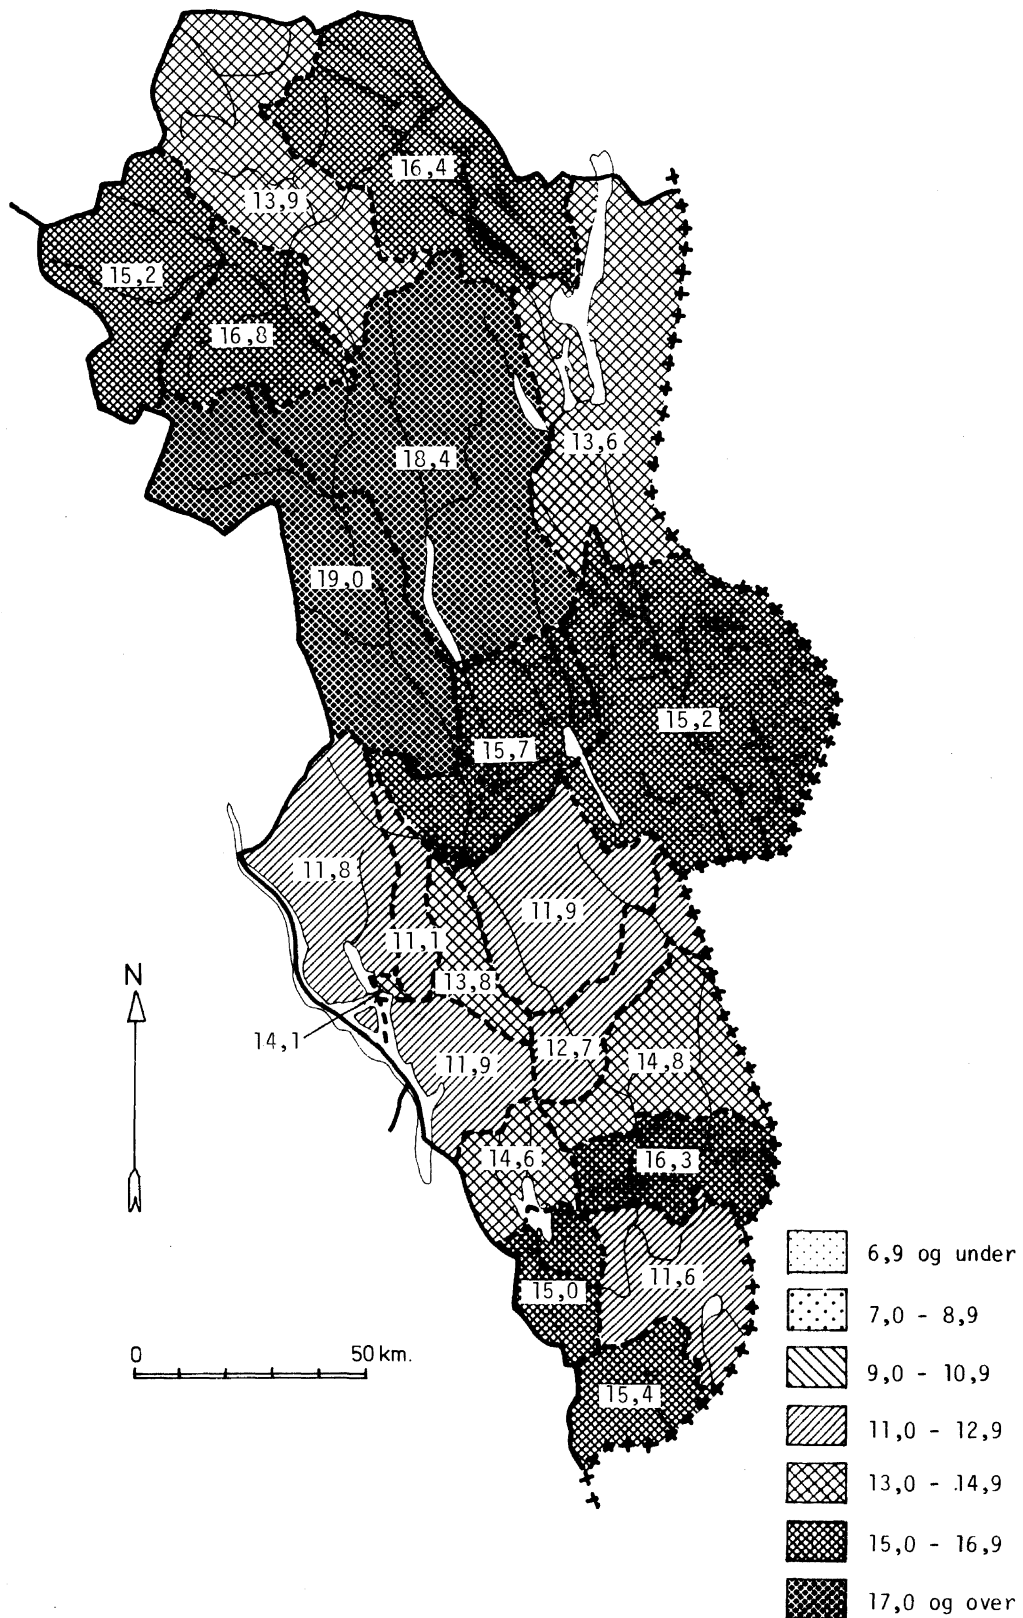 16,4
13,9
15,2
16,8
13,6
18,4
19,0
15,2
15,7
11,8
11,9
11,1
13,8
14,1
11,9
12,7
14,8
14,6
16,3
11,6
15,0
15,4
N
0 50 km.
6,9 og under
7,0 - 8,9
9,0 - 10,9
11,0 - 12,9
13,0 - 14,9
15,0 - 16,9
17,0 og over